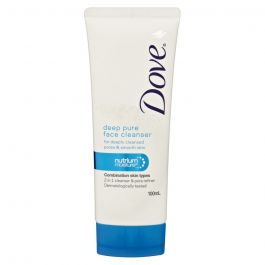 Dove
deep pure
face cleanser
for deeply cleansed
pores & smooth skin
nutrium
moisture
Combination skin types
2 in 1 cleanser & pore refiner
Dermatologically tested
100mL